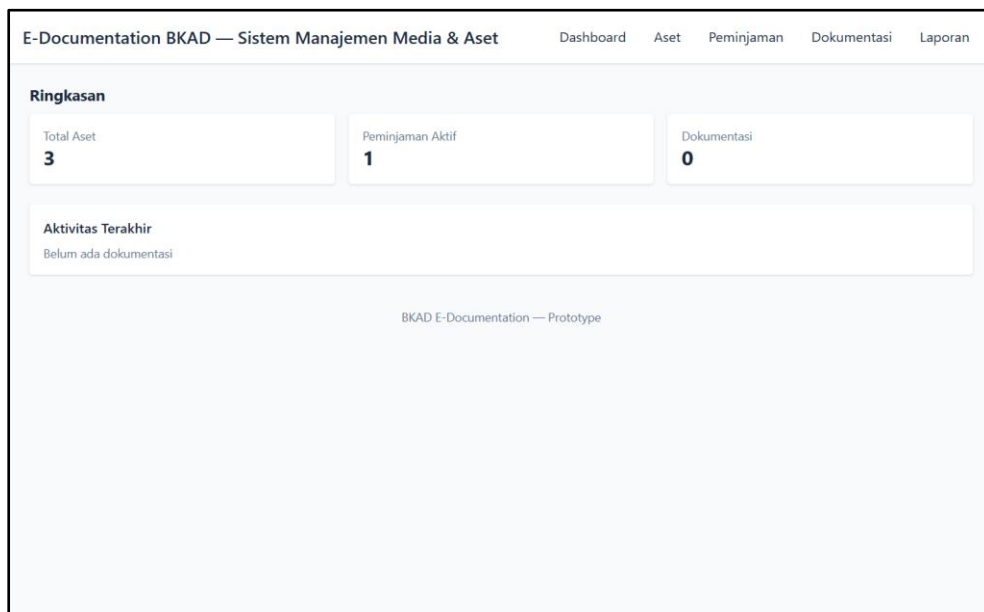 E-Documentation BKAD — Sistem Manajemen Media & Aset
Dashboard Aset Peminjaman Dokumentasi Laporan
Ringkasan
Total Aset
3
Peminjaman Aktif
1
Dokumentasi
0
Aktivitas Terakhir
Belum ada dokumentasi
BKAD E-Documentation — Prototype